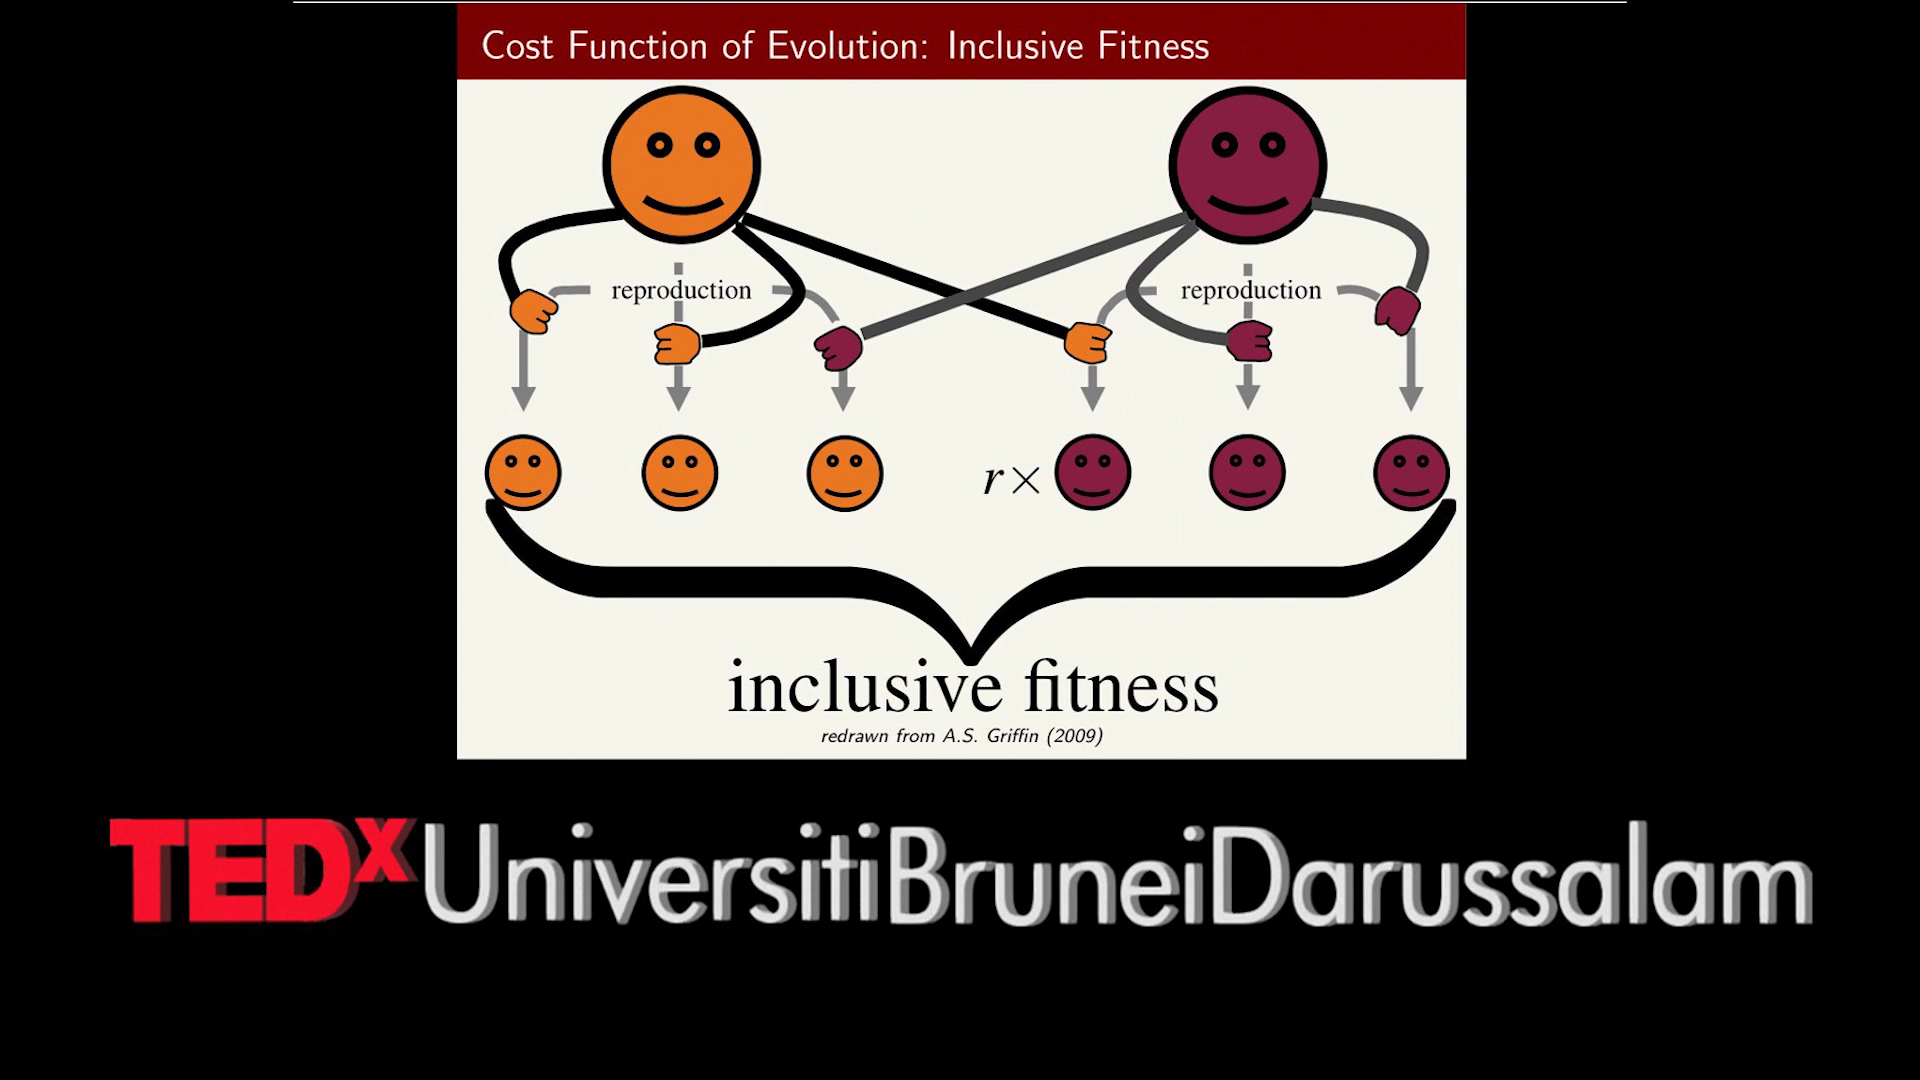 Cost Function of Evolution: Inclusive Fitness
reproduction
reproduction
r×
inclusive fitness
redrawn from A.S. Griffin (2009)
TEDxUniversitiBruneiDarussalam